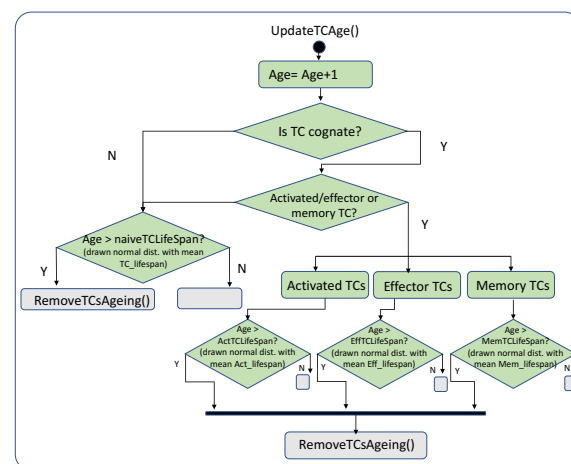 UpdateTCAge()
Age= Age+1
Is TC cognate?
N
Y
Activated/effector or
memory TC?
Y
Age > naiveTCLifeSpan?
(drawn normal dist. with mean
TC_lifespan)
Y
N
RemoveTCsAgeing()
Activated TCs
Effector TCs
Memory TCs
Age >
ActTCLifeSpan?
(drawn normal dist. with
mean Act_lifespan)
Y
N
Age >
EffTCLifeSpan?
(drawn normal dist. with
mean Eff_lifespan)
Y
N
Age >
MemTCLifeSpan?
(drawn normal dist. with
mean Mem_lifespan)
Y
N
RemoveTCsAgeing()